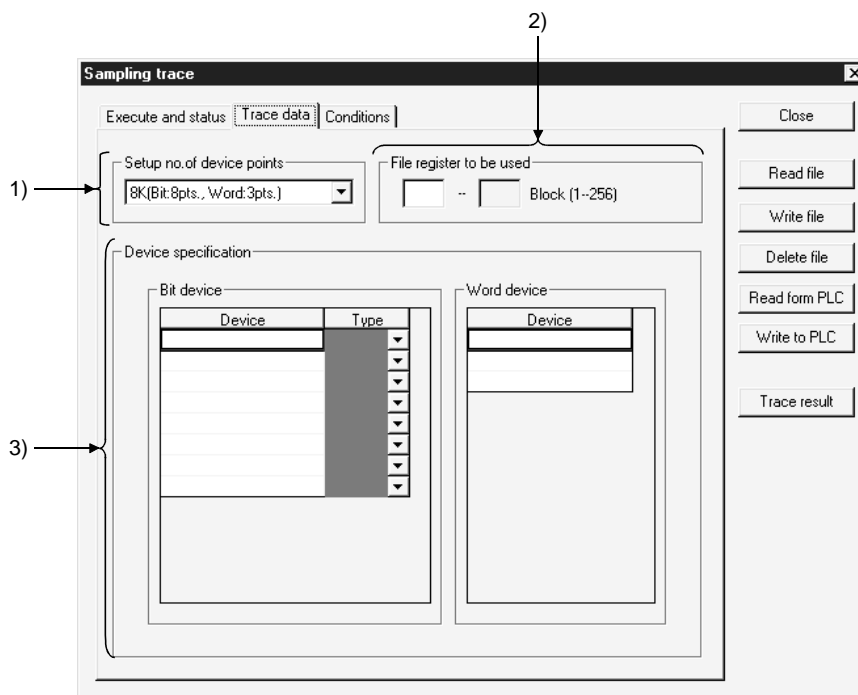 2)
Sampling trace
Execute and status Trace data Conditions
Close
1)
Setup no.of device points
8K(Bit:8pts., Word:3pts.)
File register to be used
-- Block (1--256)
Read file
Write file
Delete file
Read form PLC
Write to PLC
Trace result
3)
Device specification
Bit device
Device Type
Word device
Device